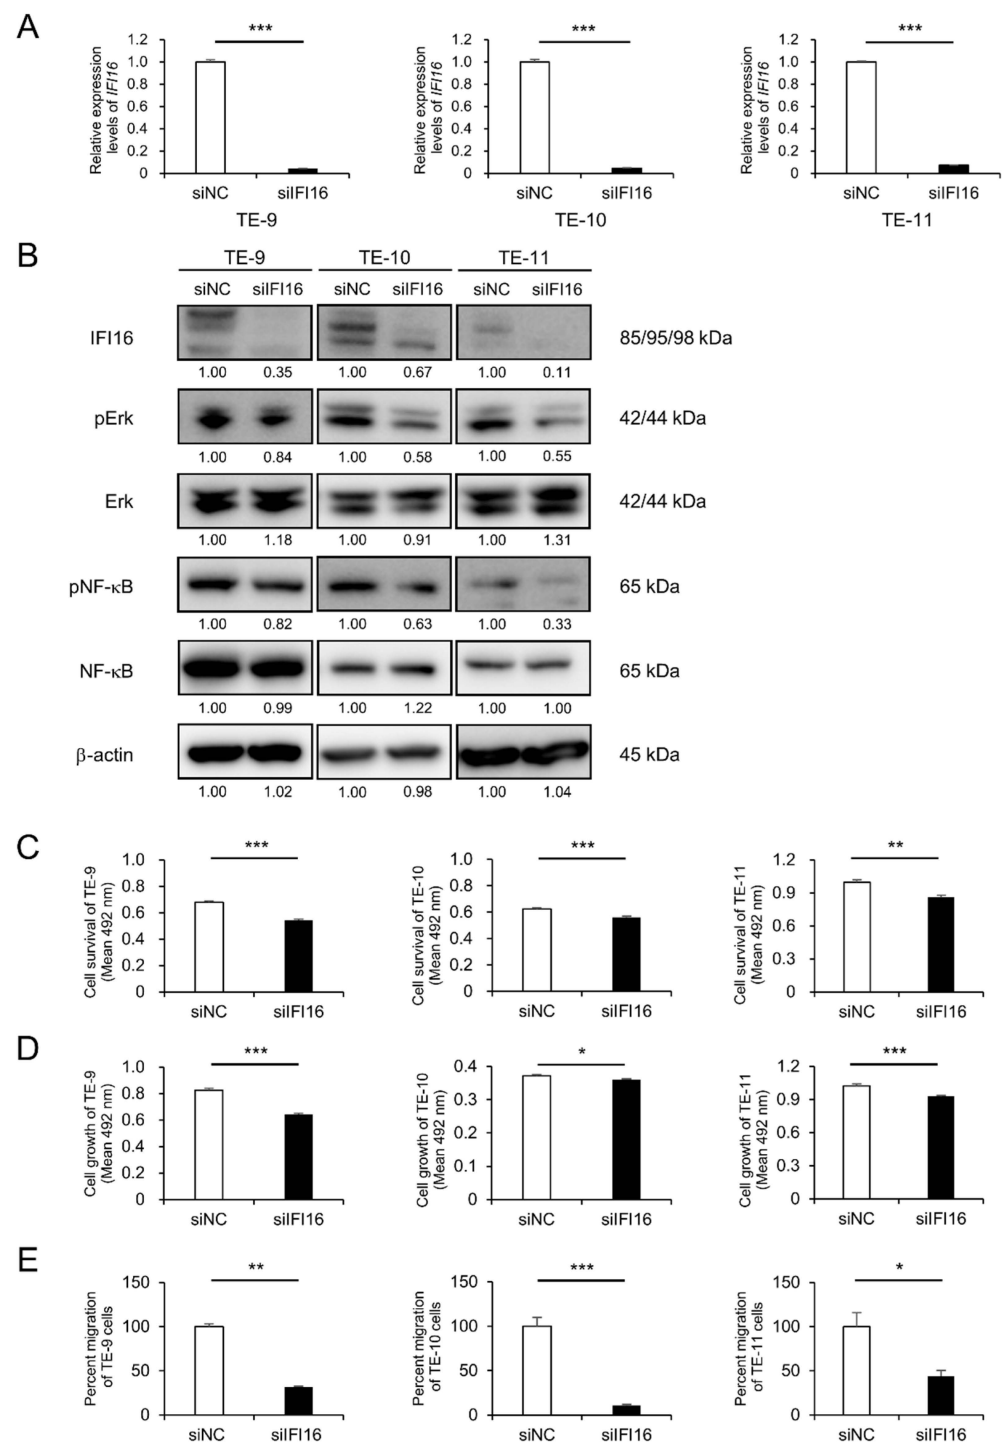 A
Relative expression
levels of IFI16
1.2
1.0
0.8
0.6
0.4
0.2
0
***
siNC siIFI16
TE-9
Relative expression
levels of IFI16
1.2
1.0
0.8
0.6
0.4
0.2
0
***
siNC siIFI16
TE-10
Relative expression
levels of IFI16
1.2
1.0
0.8
0.6
0.4
0.2
0
***
siNC siIFI16
TE-11
B
TE-9 TE-10 TE-11
siNC siIFI16 siNC siIFI16 siNC siIFI16
IFI16 85/95/98 kDa
1.00 0.35 1.00 0.67 1.00 0.11
pErk 42/44 kDa
1.00 0.84 1.00 0.58 1.00 0.55
Erk 42/44 kDa
1.00 1.18 1.00 0.91 1.00 1.31
pNF-κB 65 kDa
1.00 0.82 1.00 0.63 1.00 0.33
NF-κB 65 kDa
1.00 0.99 1.00 1.22 1.00 1.00
β-actin 45 kDa
1.00 1.02 1.00 0.98 1.00 1.04
C
Cell survival of TE-9
(Mean 492 nm)
1.0
0.8
0.6
0.4
0.2
0
***
siNC siIFI16
Cell survival of TE-10
(Mean 492 nm)
1.0
0.8
0.6
0.4
0.2
0
***
siNC siIFI16
Cell survival of TE-11
(Mean 492 nm)
1.2
0.9
0.6
0.3
0
**
siNC siIFI16
D
Cell growth of TE-9
(Mean 492 nm)
1.0
0.8
0.6
0.4
0.2
0
***
siNC siIFI16
Cell growth of TE-10
(Mean 492 nm)
0.4
0.3
0.2
0.1
0
*
siNC siIFI16
Cell growth of TE-11
(Mean 492 nm)
1.2
0.9
0.6
0.3
0
***
siNC siIFI16
E
Percent migration
of TE-9 cells
150
100
50
0
**
siNC siIFI16
Percent migration
of TE-10 cells
150
100
50
0
***
siNC siIFI16
Percent migration
of TE-11 cells
150
100
50
0
*
siNC siIFI16